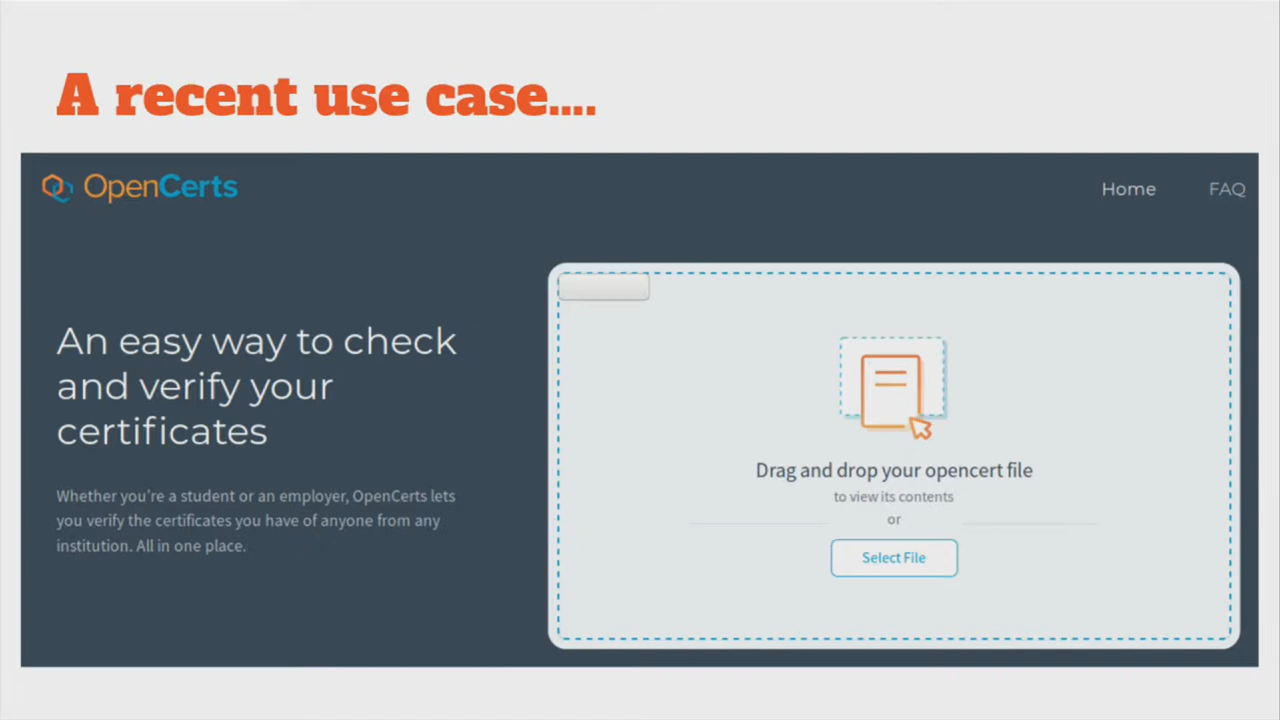 A recent use case....
OpenCerts
Home
FAQ
An easy way to check
and verify your
certificates
Whether you're a student or an employer, OpenCerts lets
you verify the certificates you have of anyone from any
institution. All in one place.
Drag and drop your opencert file
to view its contents
or
Select File